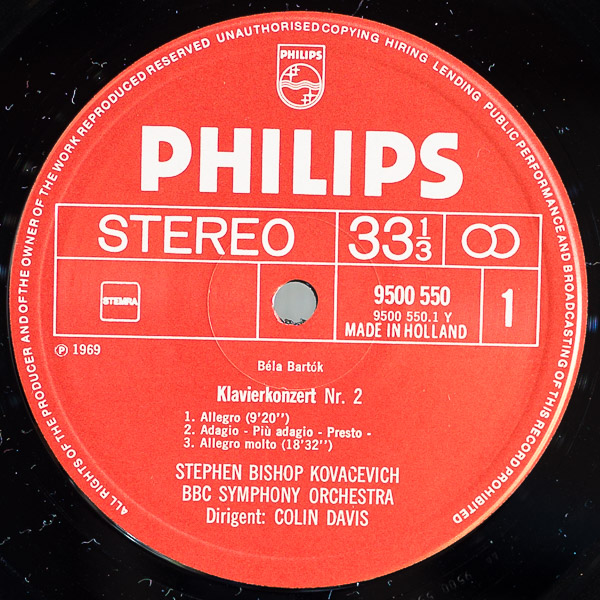 ALL RIGHTS OF THE PRODUCER AND OF THE OWNER OF THE WORK REPRODUCED RESERVED UNAUTHORISED COPYING HIRING LENDING PUBLIC PERFORMANCE AND BROADCASTING OF THIS RECORD PROHIBITED
PHILIPS
PHILIPS
STEREO
33 1/3
STEMRA
9500 550
9500 550.1 Y
MADE IN HOLLAND
1
Ⓟ 1969
Béla Bartók
Klavierkonzert Nr. 2
1. Allegro (9'20'')
2. Adagio - Più adagio - Presto -
3. Allegro molto (18'32'')
STEPHEN BISHOP KOVACEVICH
BBC SYMPHONY ORCHESTRA
Dirigent: COLIN DAVIS